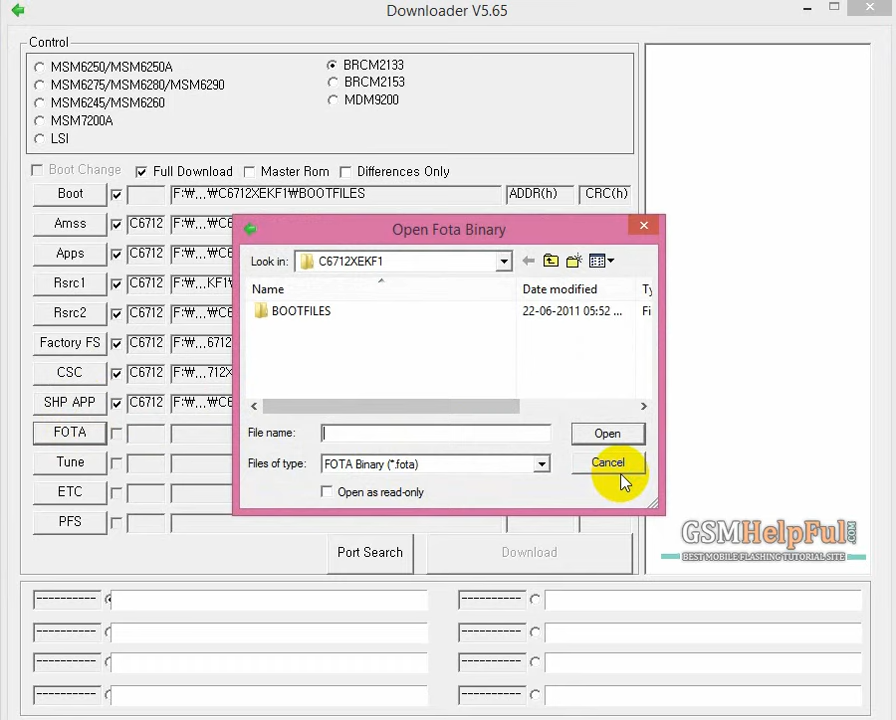 Downloader V5.65
Control
MSM6250/MSM6250A
MSM6275/MSM6280/MSM6290
MSM6245/MSM6260
MSM7200A
LSI
BRCM2133
BRCM2153
MDM9200
Boot Change
Full Download
Master Rom
Differences Only
Boot
F:₩,,,₩C6712XEKF1₩BOOTFILES
ADDR(h)
CRC(h)
Amss
C6712
F:₩,,,₩C6
Apps
C6712
F:₩,,,₩C6
Rsrc1
C6712
F:₩,,,KF1₩
Rsrc2
C6712
F:₩,,,₩C6
Factory FS
C6712
F:₩,,,6712
CSC
C6712
F:₩,,,712X
SHP APP
C6712
F:₩,,,₩C6
FOTA
Tune
ETC
PFS
Open Fota Binary
Look in:
C6712XEKF1
Name
Date modified
Ty
BOOTFILES
22-06-2011 05:52 ...
Fi
File name:
Open
Files of type:
FOTA Binary (*.fota)
Cancel
Open as read-only
Port Search
Download
GSMHelpFul.COM
BEST MOBILE FLASHING TUTORIAL SITE
----------
----------
----------
----------
----------
----------
----------
----------